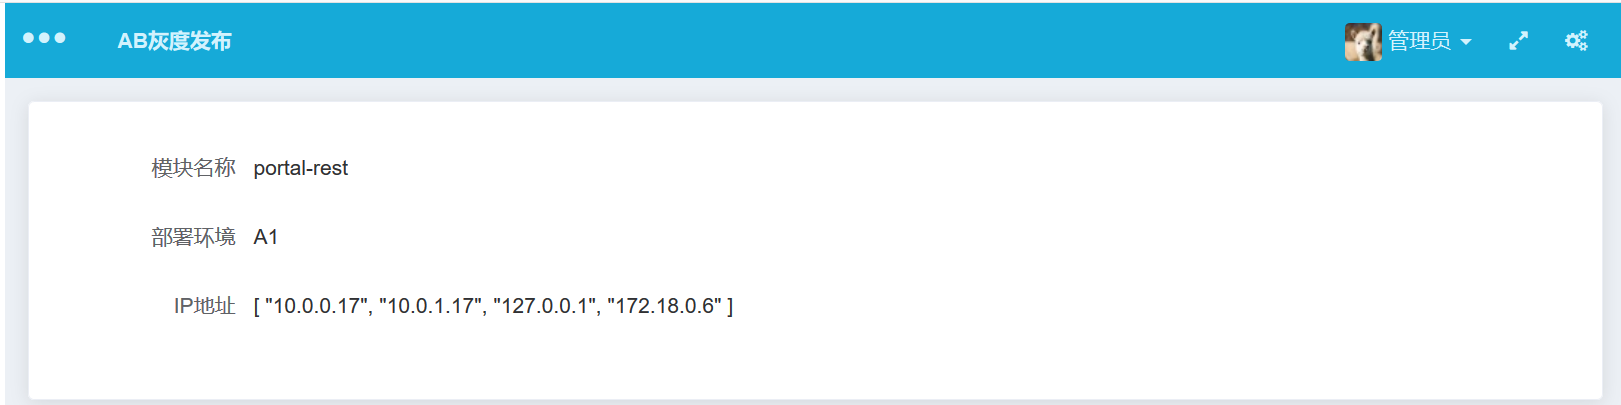 AB灰度发布
管理员
模块名称 portal-rest
部署环境 A1
IP地址 [ "10.0.0.17", "10.0.1.17", "127.0.0.1", "172.18.0.6" ]